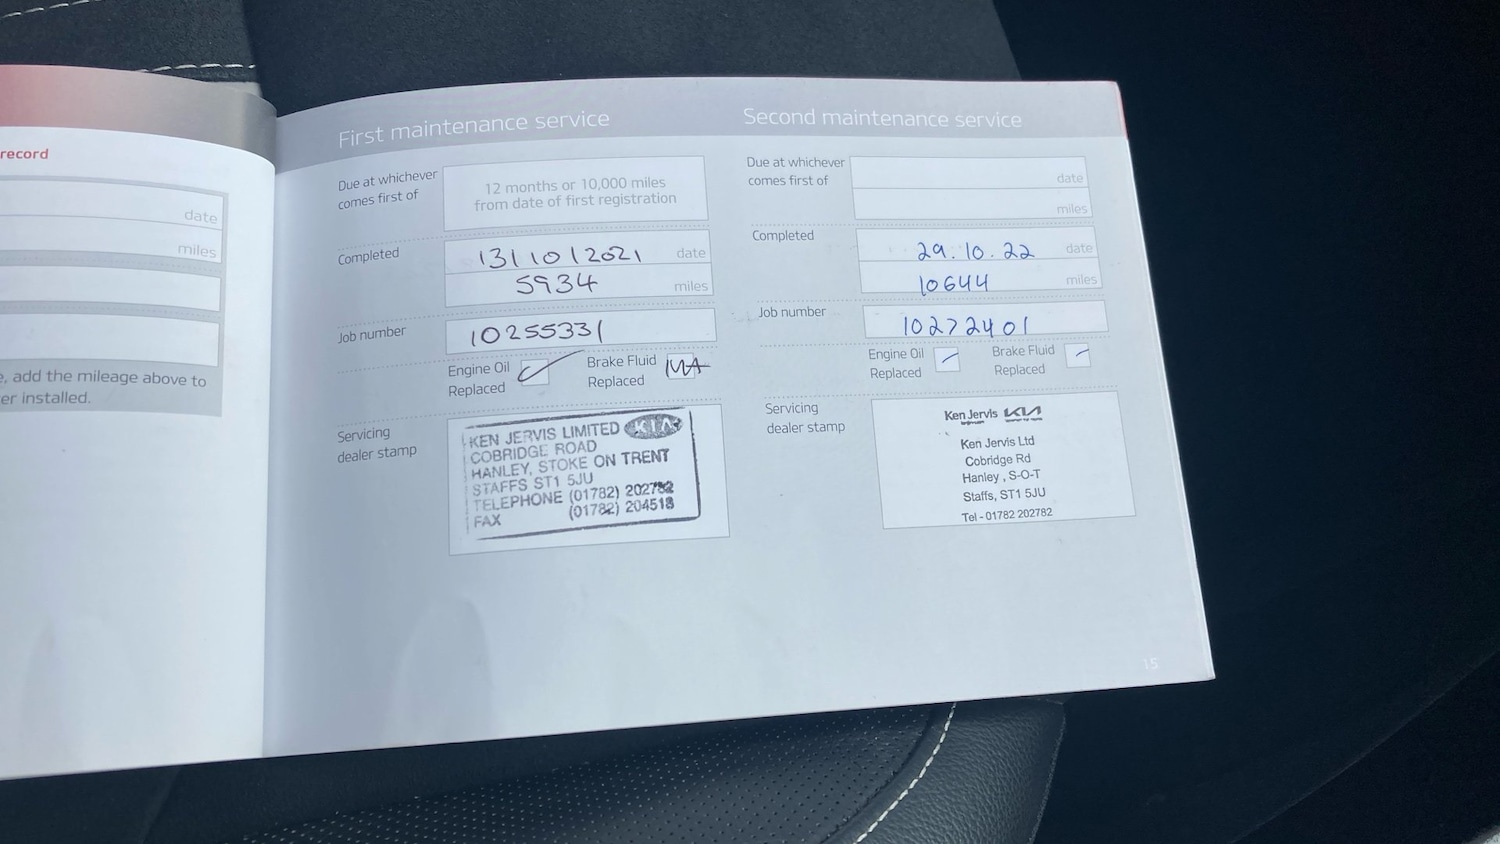 record
date
miles
e, add the mileage above to
er installed.
First maintenance service
Due at whichever
comes first of
12 months or 10,000 miles
from date of first registration
Completed
13/10/2021 date
5934 miles
Job number
10255331
Engine Oil
Replaced
Brake Fluid
Replaced
NA
Servicing
dealer stamp
KEN JERVIS LIMITED KIA
COBRIDGE ROAD
HANLEY, STOKE ON TRENT
STAFFS ST1 5JU
TELEPHONE (01782) 202782
FAX (01782) 204518
Second maintenance service
Due at whichever
comes first of
date
miles
Completed
29.10.22 date
10644 miles
Job number
10272401
Engine Oil
Replaced
Brake Fluid
Replaced
Servicing
dealer stamp
Ken Jervis KIA
Ken Jervis Ltd
Cobridge Rd
Hanley , S-O-T
Staffs, ST1 5JU
Tel - 01782 202782
15